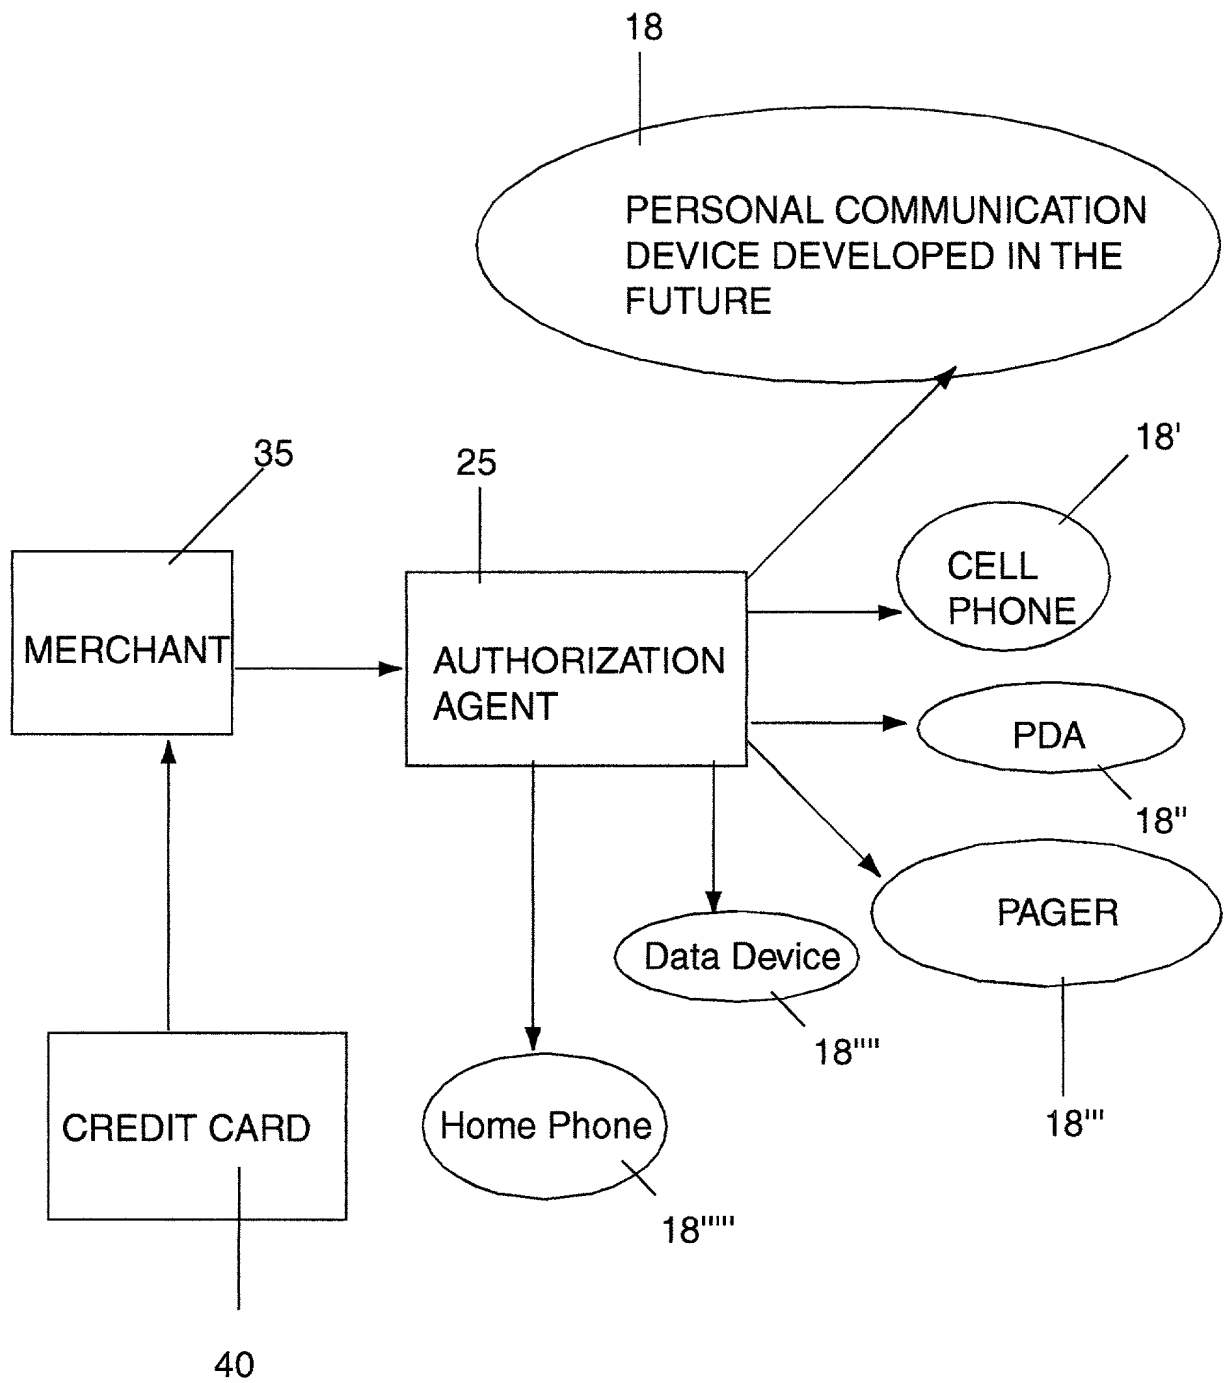 18
PERSONAL COMMUNICATION
DEVICE DEVELOPED IN THE
FUTURE
18'
35
25
CELL
PHONE
MERCHANT
AUTHORIZATION
AGENT
PDA
18"
PAGER
Data Device
18""
18'"
CREDIT CARD
Home Phone
18""'
40